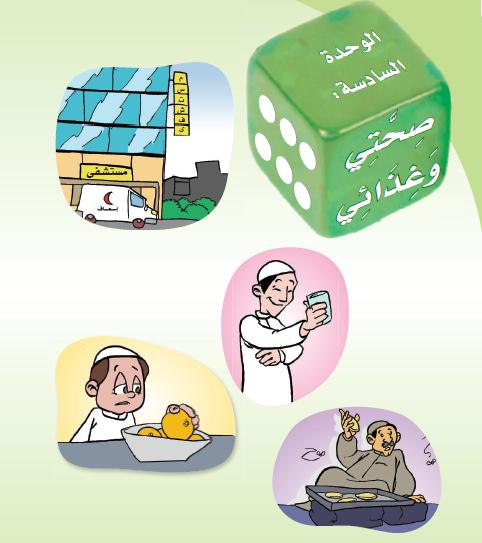 الوحدة
السادسة:
صِحَّتِي
وَغِذَائِي
م
س
ت
ش
ف
ى
مستشفى
إسعاف